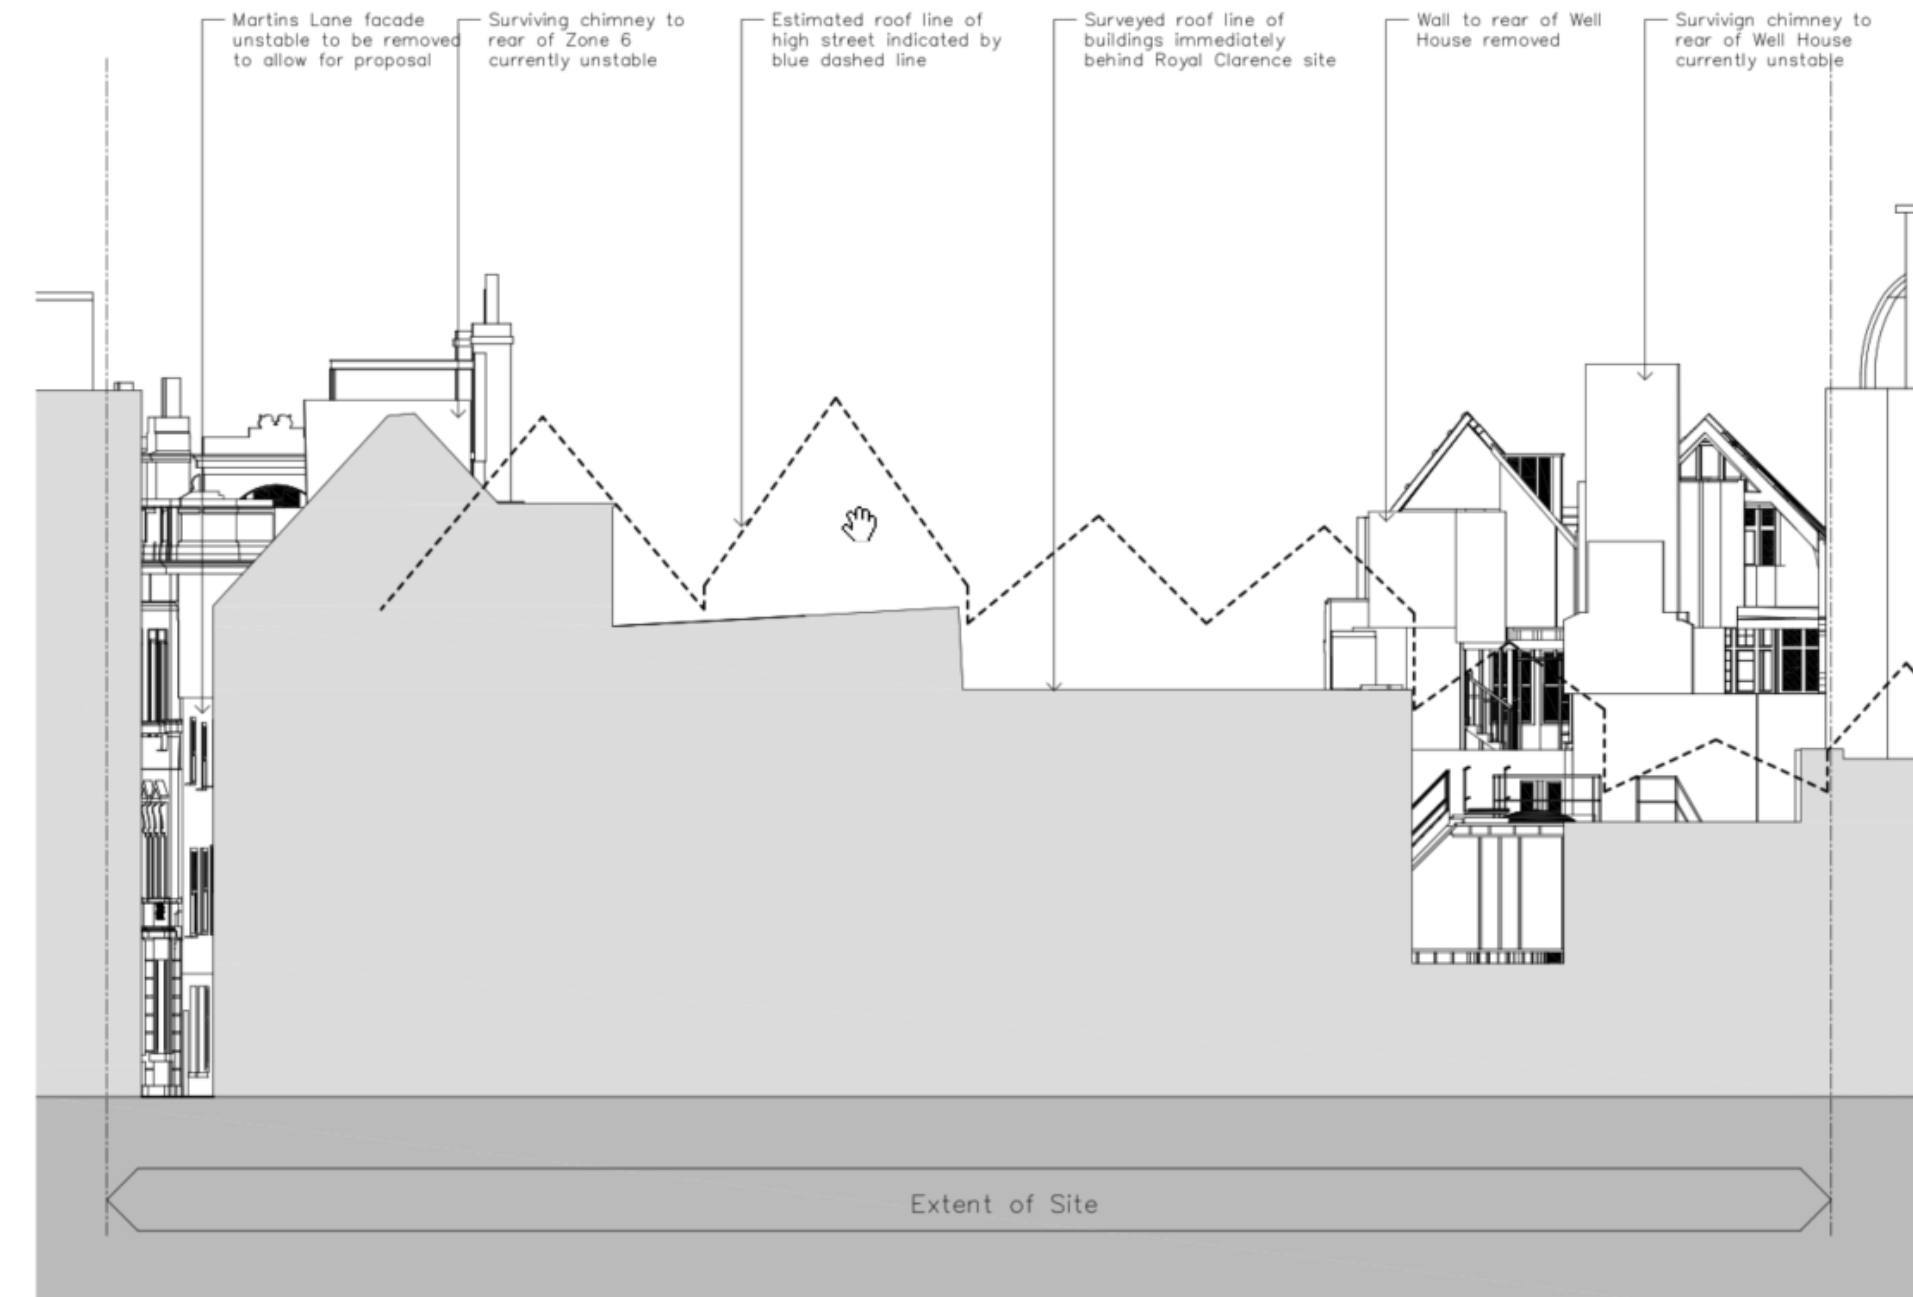 Martins Lane facade
unstable to be removed
to allow for proposal
Surviving chimney to
rear of Zone 6
currently unstable
Estimated roof line of
high street indicated by
blue dashed line
Surveyed roof line of
buildings immediately
behind Royal Clarence site
Wall to rear of Well
House removed
Survivign chimney to
rear of Well House
currently unstable
Extent of Site